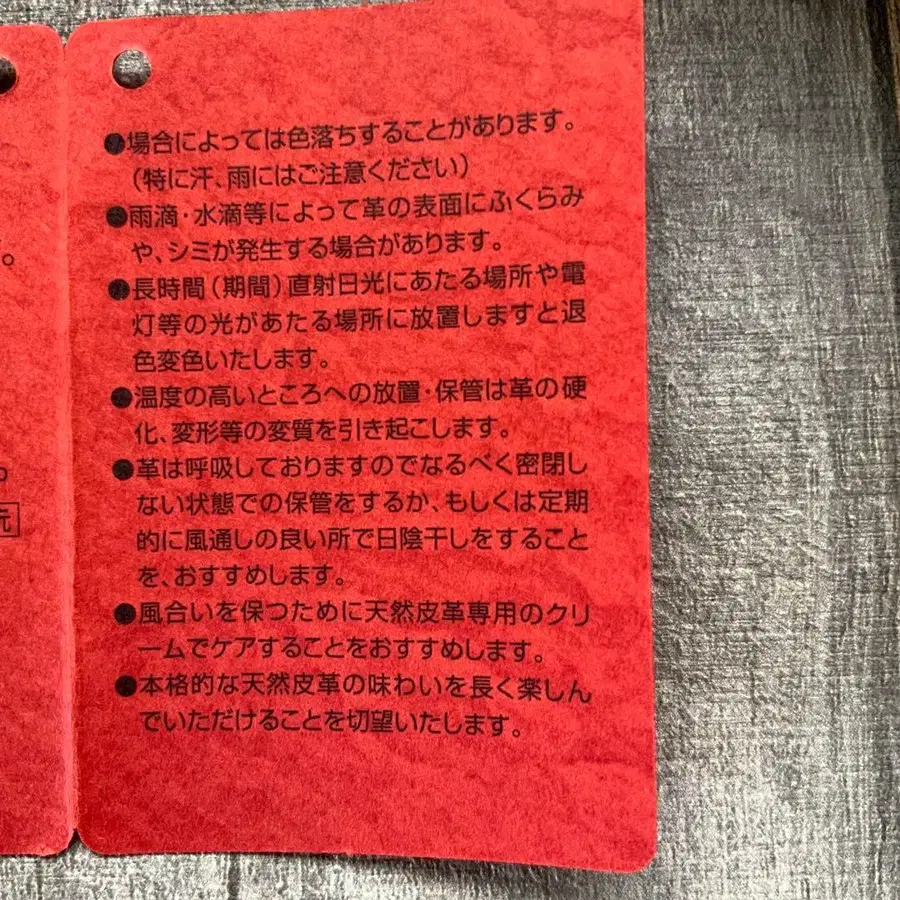 ●場合によっては色落ちすることがあります。
(特に汗、雨にはご注意ください)
●雨滴・水滴等によって革の表面にふくらみ
や、シミが発生する場合があります。
●長時間(期間)直射日光にあたる場所や電
灯等の光があたる場所に放置しますと退
色変色いたします。
●温度の高いところへの放置・保管は革の硬
化、変形等の変質を引き起こします。
●革は呼吸しておりますのでなるべく密閉し
ない状態での保管をするか、もしくは定期
的に風通しの良い所で日陰干しをすること
を、おすすめします。
●風合いを保つために天然皮革専用のクリ
ームでケアすることをおすすめします。
●本格的な天然皮革の味わいを長く楽しん
でいただけることを切望いたします。